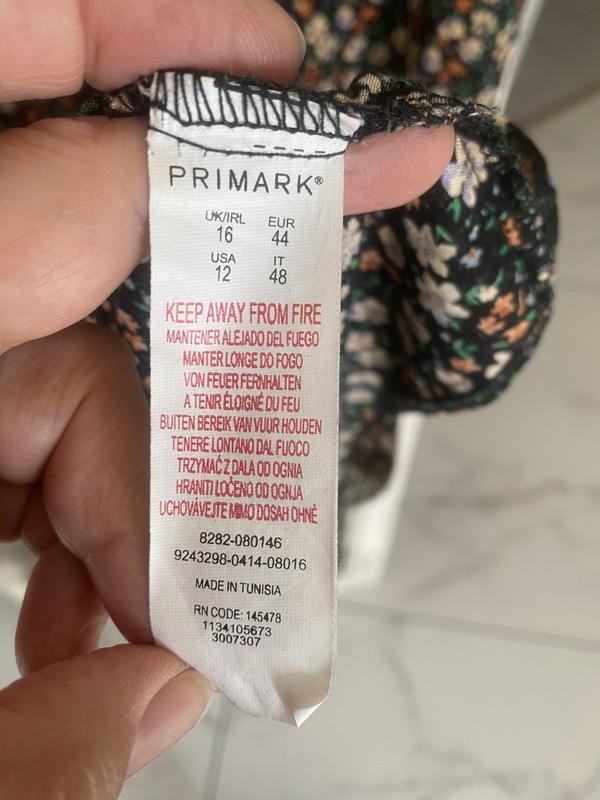 PRIMARK®
UK/IRL EUR
16 44
USA IT
12 48
KEEP AWAY FROM FIRE
MANTENER ALEJADO DEL FUEGO
MANTER LONGE DO FOGO
VON FEUER FERNHALTEN
A TENIR ÉLOIGNÉ DU FEU
BUITEN BEREIK VAN VUUR HOUDEN
TENERE LONTANO DAL FUOCO
TRZYMAĆ Z DALA OD OGNIA
HRANITI LOČENO OD OGNJA
UCHOVÁVEJTE MIMO DOSAH OHNĚ
8282-080146
9243298-0414-08016
MADE IN TUNISIA
RN CODE: 145478
1134105673
3007307